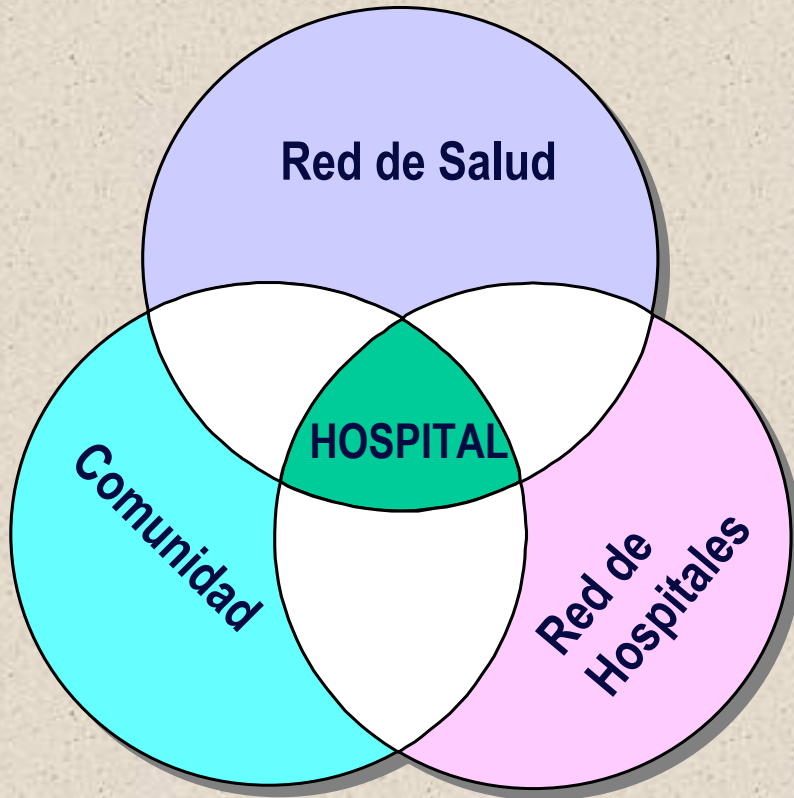 Red de Salud
HOSPITAL
Comunidad
Red de
Hospitales